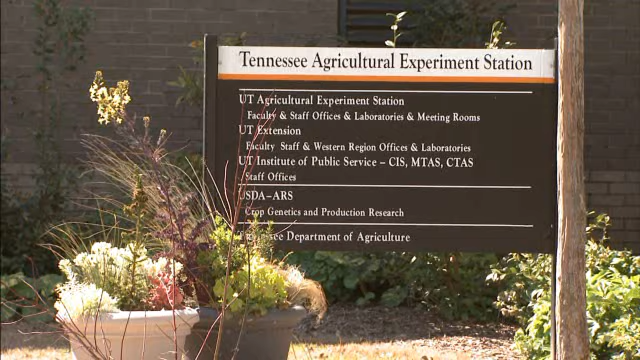 Tennessee Agricultural Experiment Station
UT Agricultural Experiment Station
Faculty & Staff Offices & Laboratories & Meeting Rooms
UT Extension
Faculty Staff & Western Region Offices & Laboratories
UT Institute of Public Service – CIS, MTAS, CTAS
Staff Offices
USDA–ARS
Crop Genetics and Production Research
Tennessee Department of Agriculture